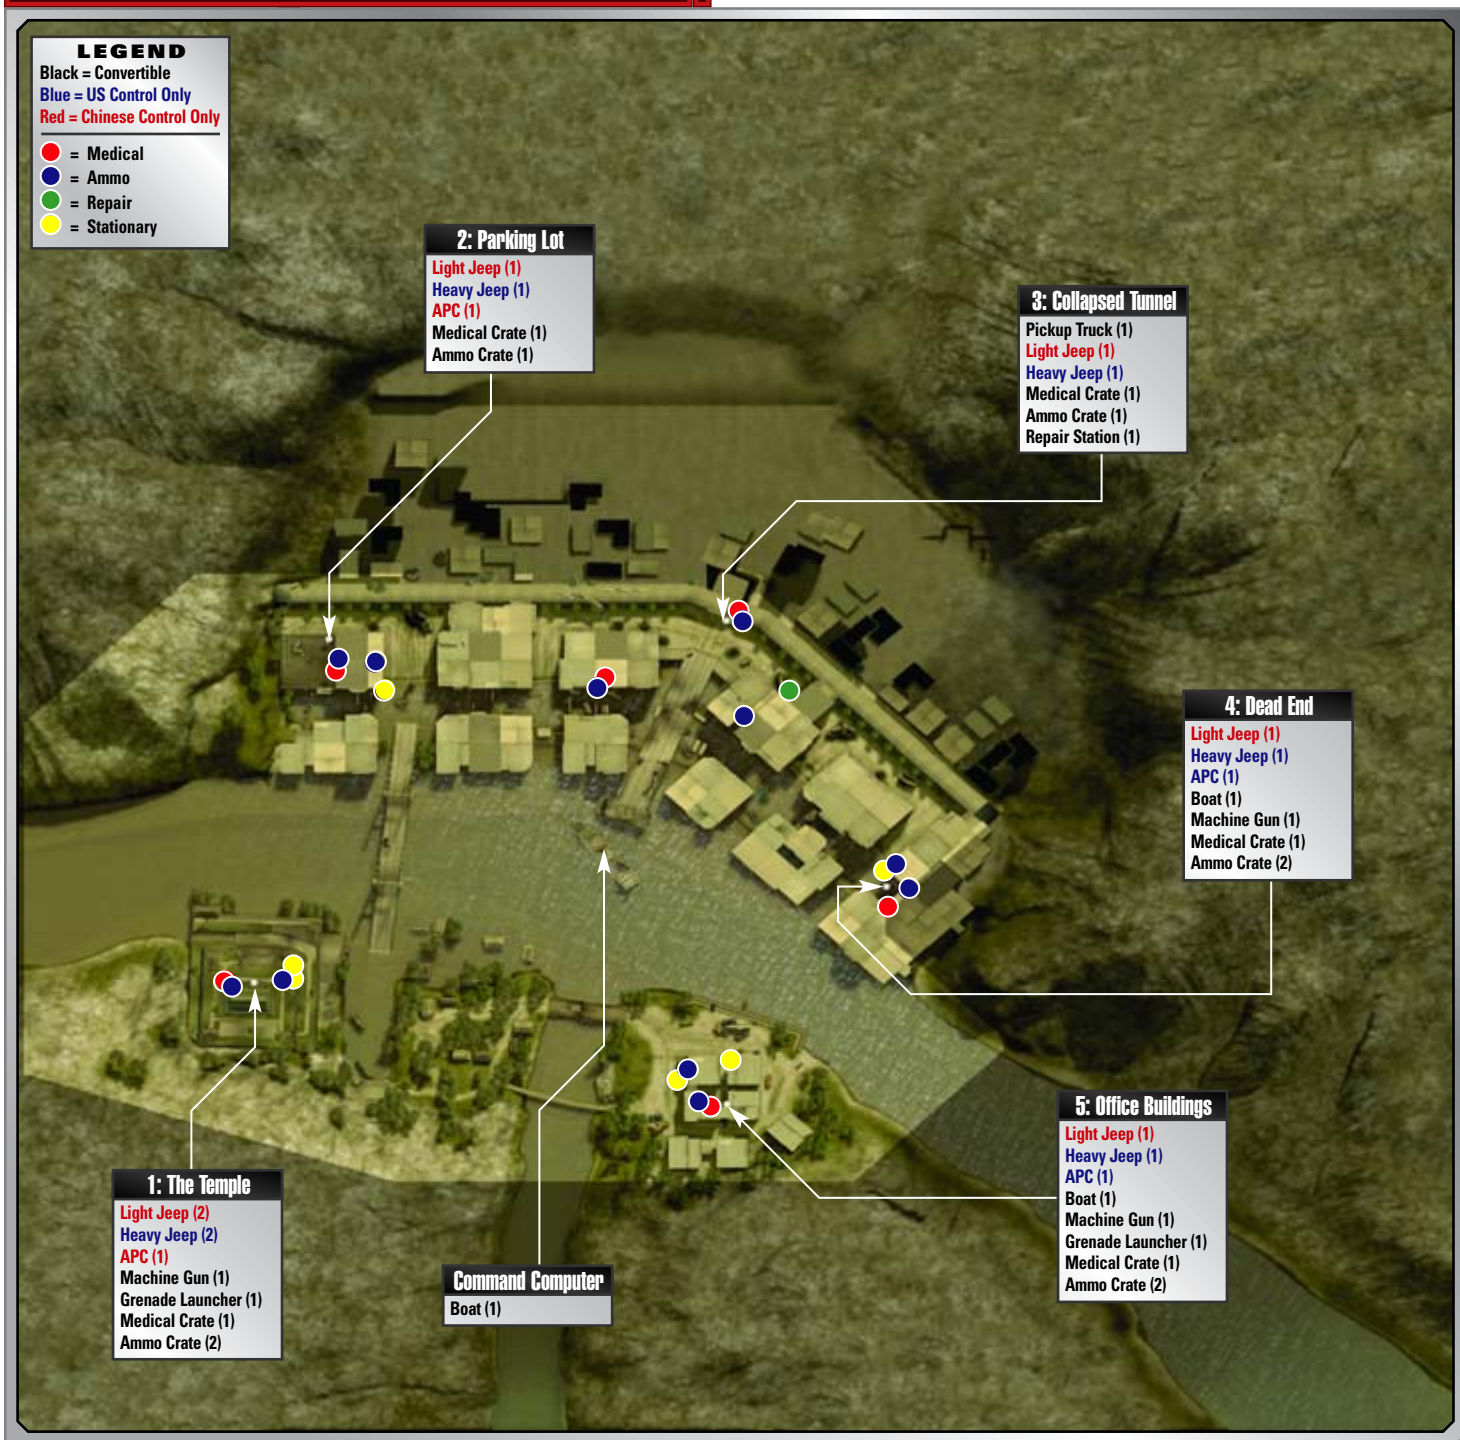 LEGEND
Black = Convertible
Blue = US Control Only
Red = Chinese Control Only
= Medical
= Ammo
= Repair
= Stationary
2: Parking Lot
Light Jeep (1)
Heavy Jeep (1)
APC (1)
Medical Crate (1)
Ammo Crate (1)
3: Collapsed Tunnel
Pickup Truck (1)
Light Jeep (1)
Heavy Jeep (1)
Medical Crate (1)
Ammo Crate (1)
Repair Station (1)
4: Dead End
Light Jeep (1)
Heavy Jeep (1)
APC (1)
Boat (1)
Machine Gun (1)
Medical Crate (1)
Ammo Crate (2)
1: The Temple
Light Jeep (2)
Heavy Jeep (2)
APC (1)
Machine Gun (1)
Grenade Launcher (1)
Medical Crate (1)
Ammo Crate (2)
Command Computer
Boat (1)
5: Office Buildings
Light Jeep (1)
Heavy Jeep (1)
APC (1)
Boat (1)
Machine Gun (1)
Grenade Launcher (1)
Medical Crate (1)
Ammo Crate (2)